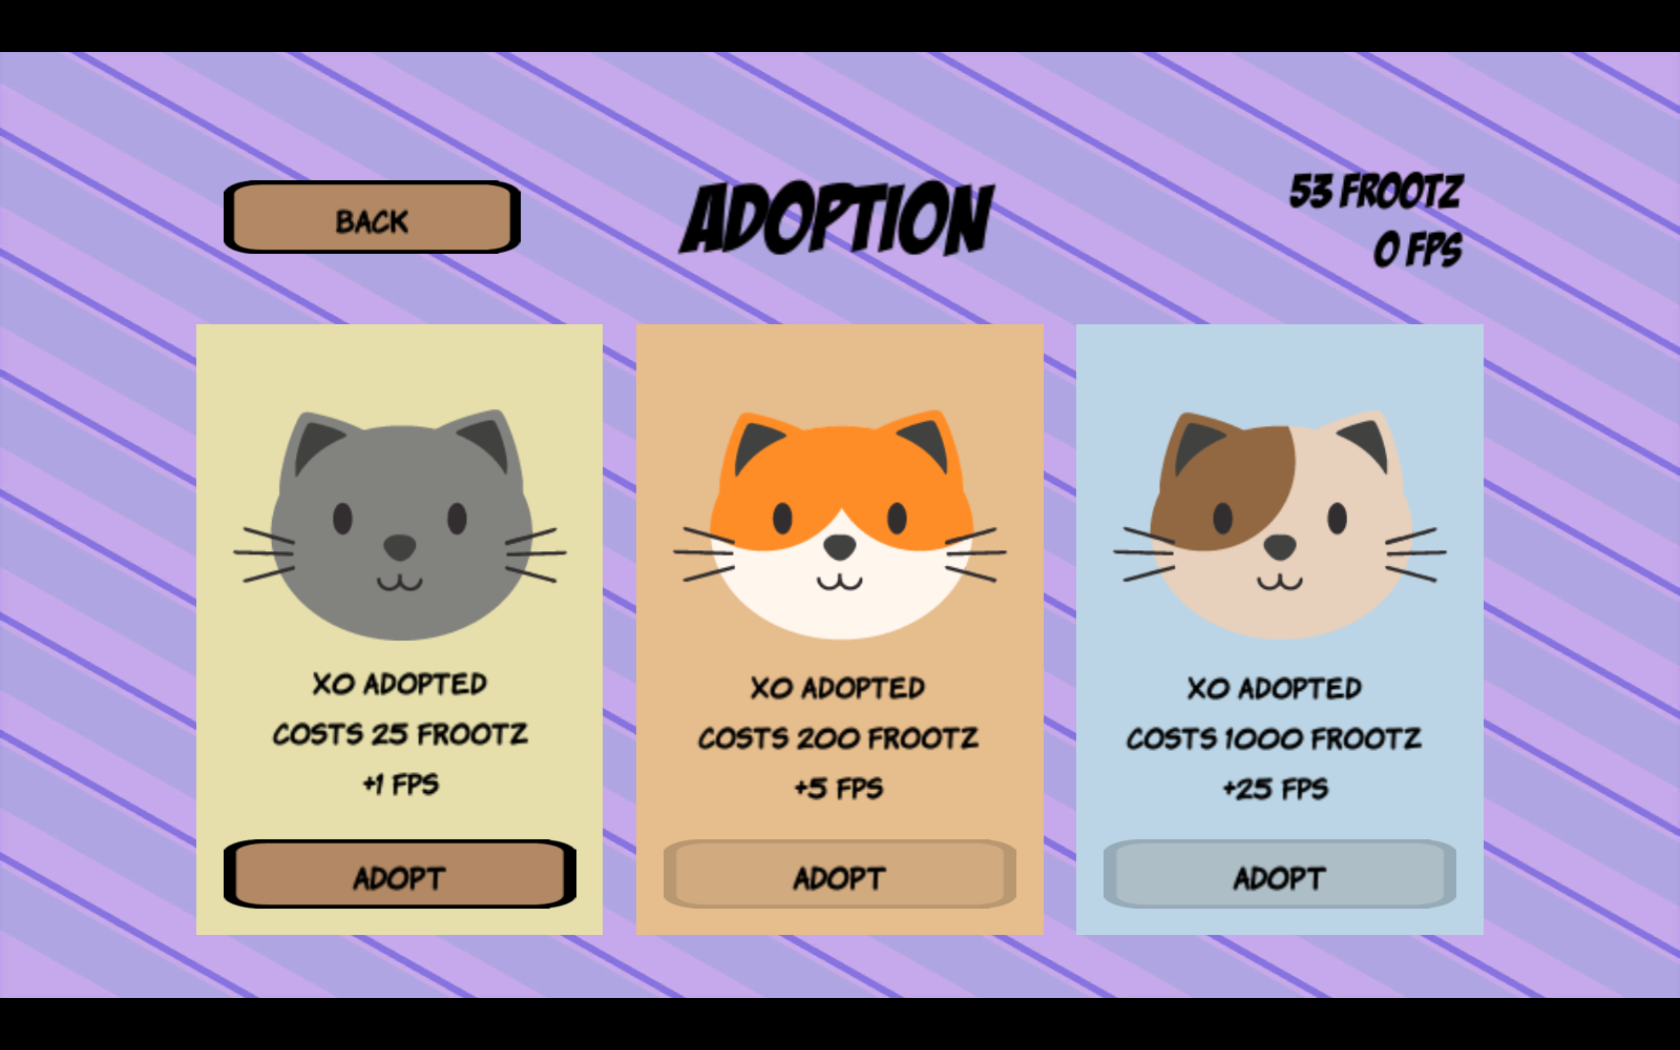 BACK
ADOPTION
53 FROOTZ
0 FPS
X0 ADOPTED
COSTS 25 FROOTZ
+1 FPS
ADOPT
X0 ADOPTED
COSTS 200 FROOTZ
+5 FPS
ADOPT
X0 ADOPTED
COSTS 1000 FROOTZ
+25 FPS
ADOPT